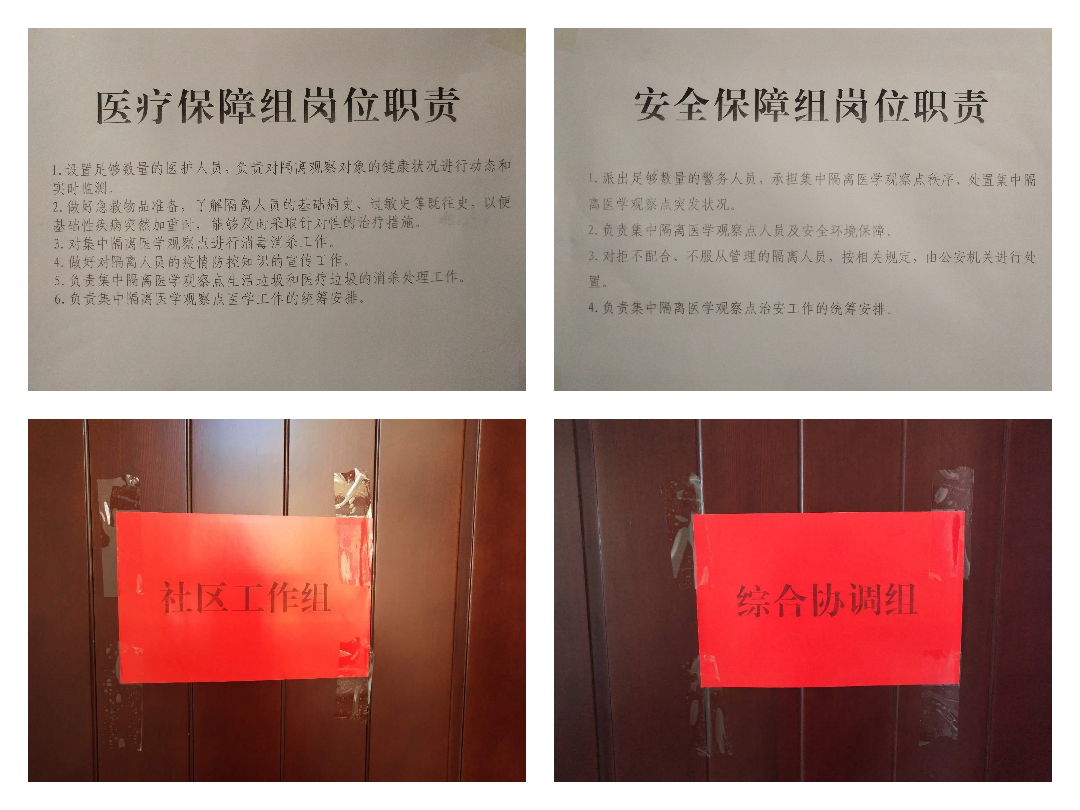 医疗保障组岗位职责
1.设置足够数量的医护人员，负责对隔离观察对象的健康状况进行动态和
实时监测。
2.做好急救物品准备，了解隔离人员的基础病史、过敏史等既往史，以便
基础性疾病突然加重时，能够及时采取针对性的治疗措施。
3.对集中隔离医学观察点进行消毒消杀工作。
4.做好对隔离人员的疫情防控知识的宣传工作。
5.负责集中隔离医学观察点生活垃圾和医疗垃圾的消杀处理工作。
6.负责集中隔离医学观察点医学工作的统筹安排。
安全保障组岗位职责
1.派出足够数量的警务人员，承担集中隔离医学观察点秩序、处置集中隔
离医学观察点突发状况。
2.负责集中隔离医学观察点人员及安全环境保障。
3.对拒不配合、不服从管理的隔离人员，按相关规定，由公安机关进行处
置。
4.负责集中隔离医学观察点治安工作的统筹安排。
社区工作组
综合协调组